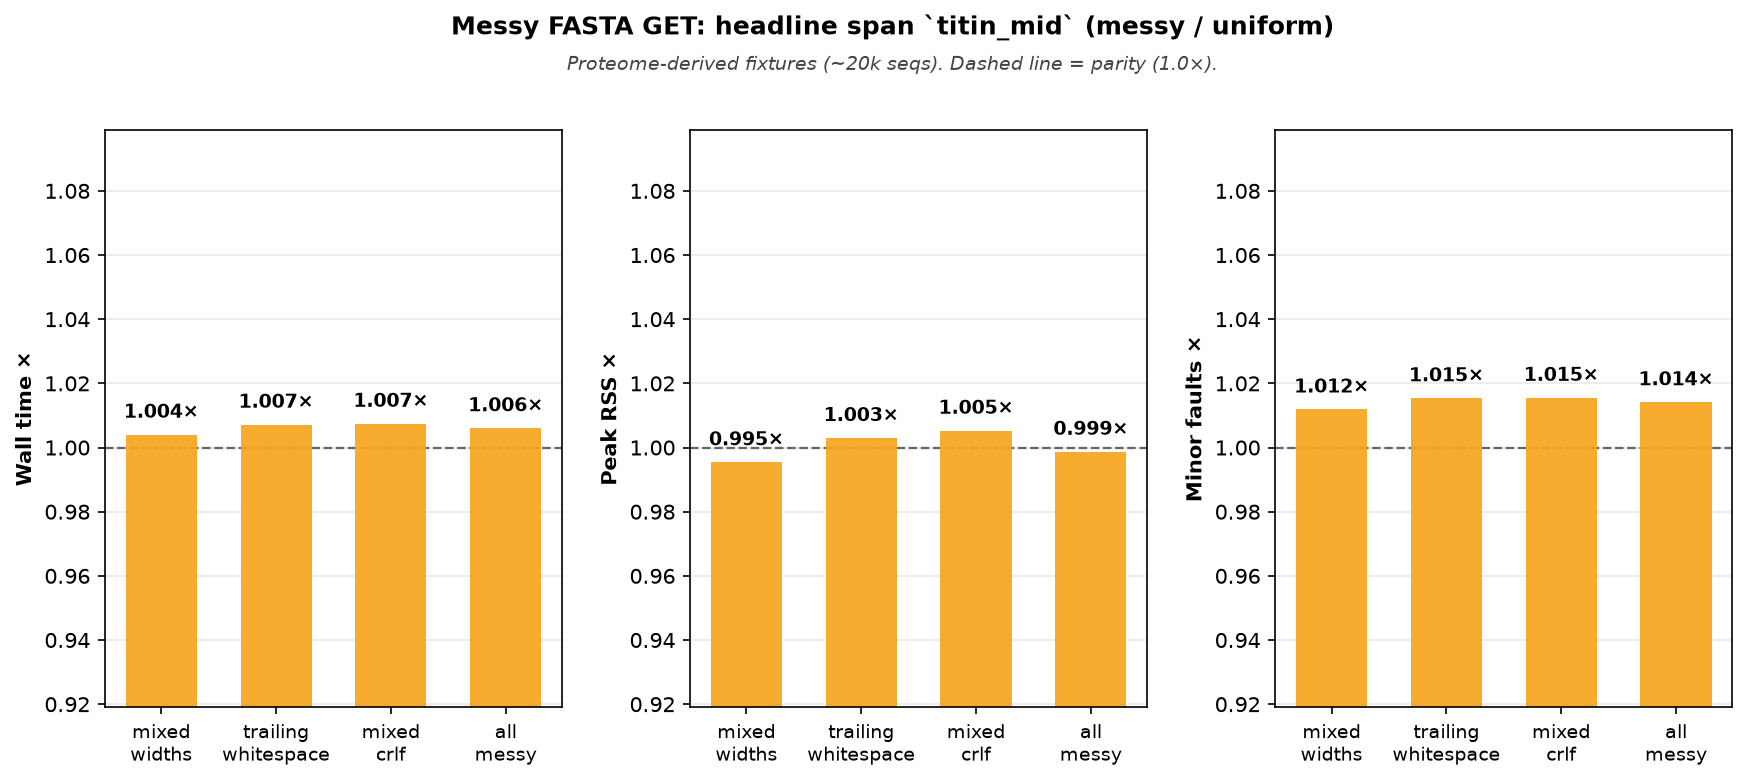 Messy FASTA GET: headline span `titin_mid` (messy / uniform)
Proteome-derived fixtures (~20k seqs). Dashed line = parity (1.0×).
Wall time ×
1.08
1.06
1.04
1.02
1.00
0.98
0.96
0.94
0.92
1.004×
1.007×
1.007×
1.006×
mixed
widths
trailing
whitespace
mixed
crlf
all
messy
Peak RSS ×
1.08
1.06
1.04
1.02
1.00
0.98
0.96
0.94
0.92
0.995×
1.003×
1.005×
0.999×
mixed
widths
trailing
whitespace
mixed
crlf
all
messy
Minor faults ×
1.08
1.06
1.04
1.02
1.00
0.98
0.96
0.94
0.92
1.012×
1.015×
1.015×
1.014×
mixed
widths
trailing
whitespace
mixed
crlf
all
messy